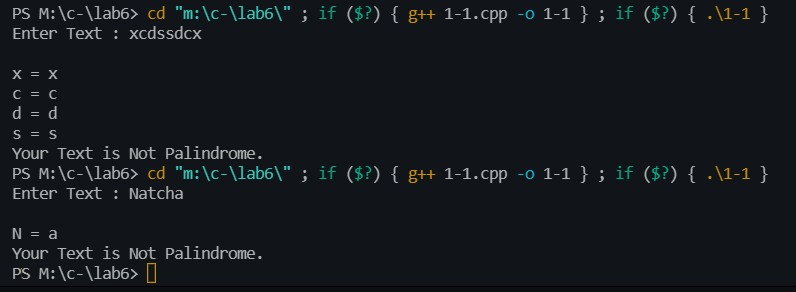 PS M:\c-\lab6> cd "m:\c-\lab6\" ; if ($?) { g++ 1-1.cpp -o 1-1 } ; if ($?) { .\1-1 }
Enter Text : xcdssdcx
x = x
c = c
d = d
s = s
Your Text is Not Palindrome.
PS M:\c-\lab6> cd "m:\c-\lab6\" ; if ($?) { g++ 1-1.cpp -o 1-1 } ; if ($?) { .\1-1 }
Enter Text : Natcha
N = a
Your Text is Not Palindrome.
PS M:\c-\lab6>